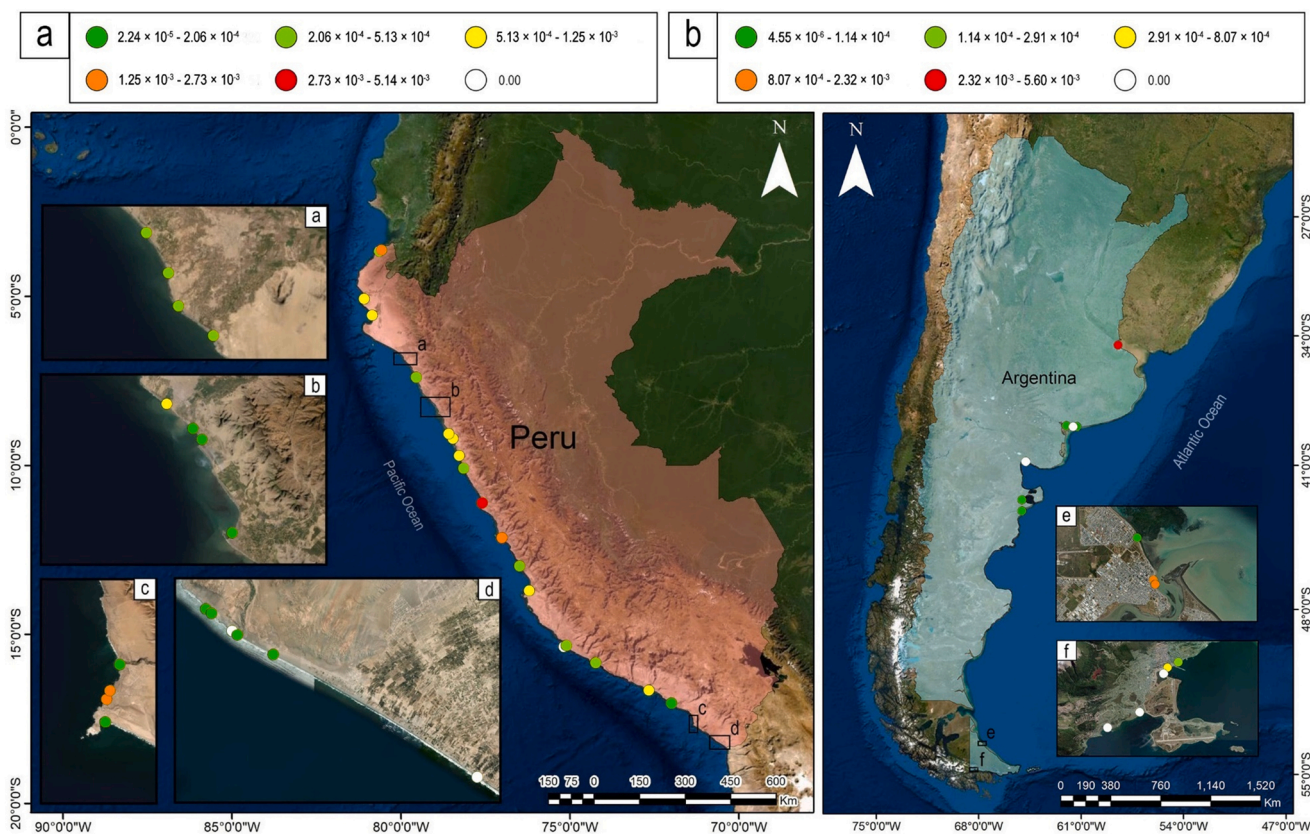 a
2.24 × 10⁻⁵ - 2.06 × 10⁻⁴
2.06 × 10⁻⁴ - 5.13 × 10⁻⁴
5.13 × 10⁻⁴ - 1.25 × 10⁻³
1.25 × 10⁻³ - 2.73 × 10⁻³
2.73 × 10⁻³ - 5.14 × 10⁻³
0.00
b
4.55 × 10⁻⁶ - 1.14 × 10⁻⁴
1.14 × 10⁻⁴ - 2.91 × 10⁻⁴
2.91 × 10⁻⁴ - 8.07 × 10⁻⁴
8.07 × 10⁻⁴ - 2.32 × 10⁻³
2.32 × 10⁻³ - 5.60 × 10⁻³
0.00
0°0'0"
5°0'0"S
10°0'0"S
15°0'0"S
20°0'0"S
N
a
b
c
d
a
b
Peru
Pacific Ocean
c
d
150 75 0 150 300 450 600
Km
90°0'0"W 85°0'0"W 80°0'0"W 75°0'0"W 70°0'0"W
N
Argentina
Atlantic Ocean
e
f
e
f
0 190 380 760 1,140 1,520
Km
27°0'0"S
34°0'0"S
41°0'0"S
48°0'0"S
55°0'0"S
75°0'0"W 68°0'0"W 61°0'0"W 54°0'0"W 47°0'0"W